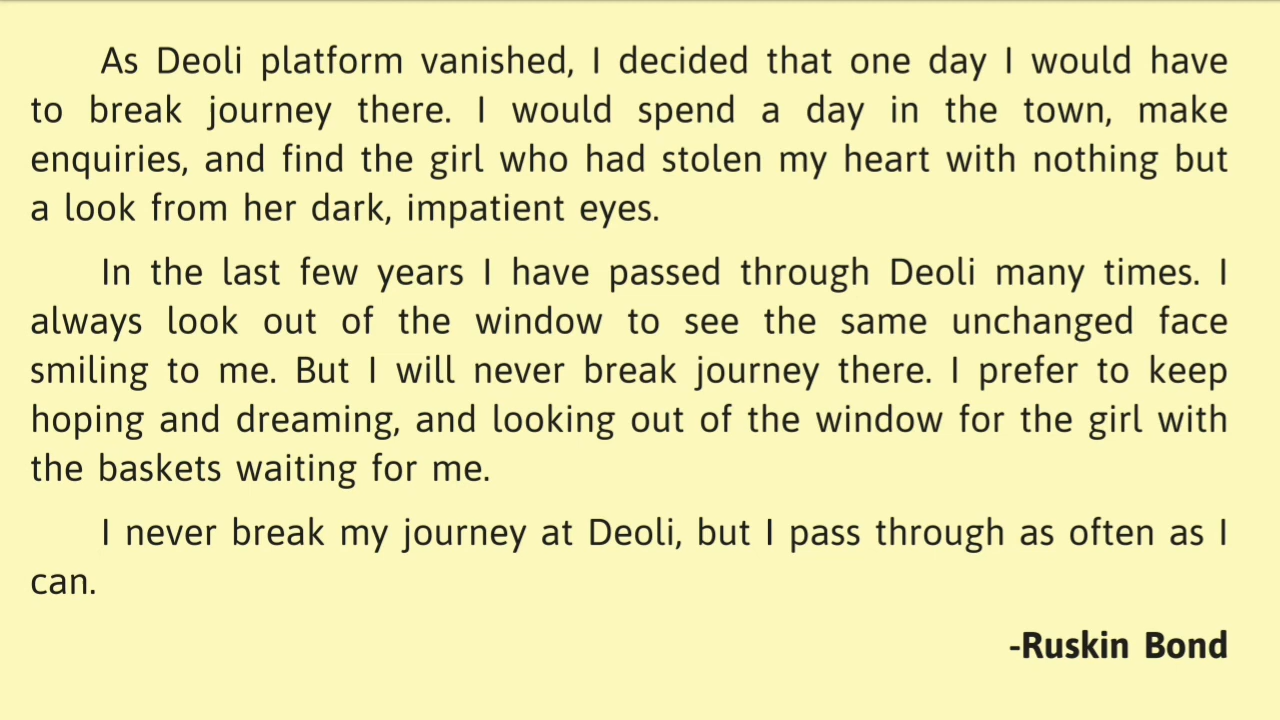 As Deoli platform vanished, I decided that one day I would have
to break journey there. I would spend a day in the town, make
enquiries, and find the girl who had stolen my heart with nothing but
a look from her dark, impatient eyes.
In the last few years I have passed through Deoli many times. I
always look out of the window to see the same unchanged face
smiling to me. But I will never break journey there. I prefer to keep
hoping and dreaming, and looking out of the window for the girl with
the baskets waiting for me.
I never break my journey at Deoli, but I pass through as often as I
can.
-Ruskin Bond